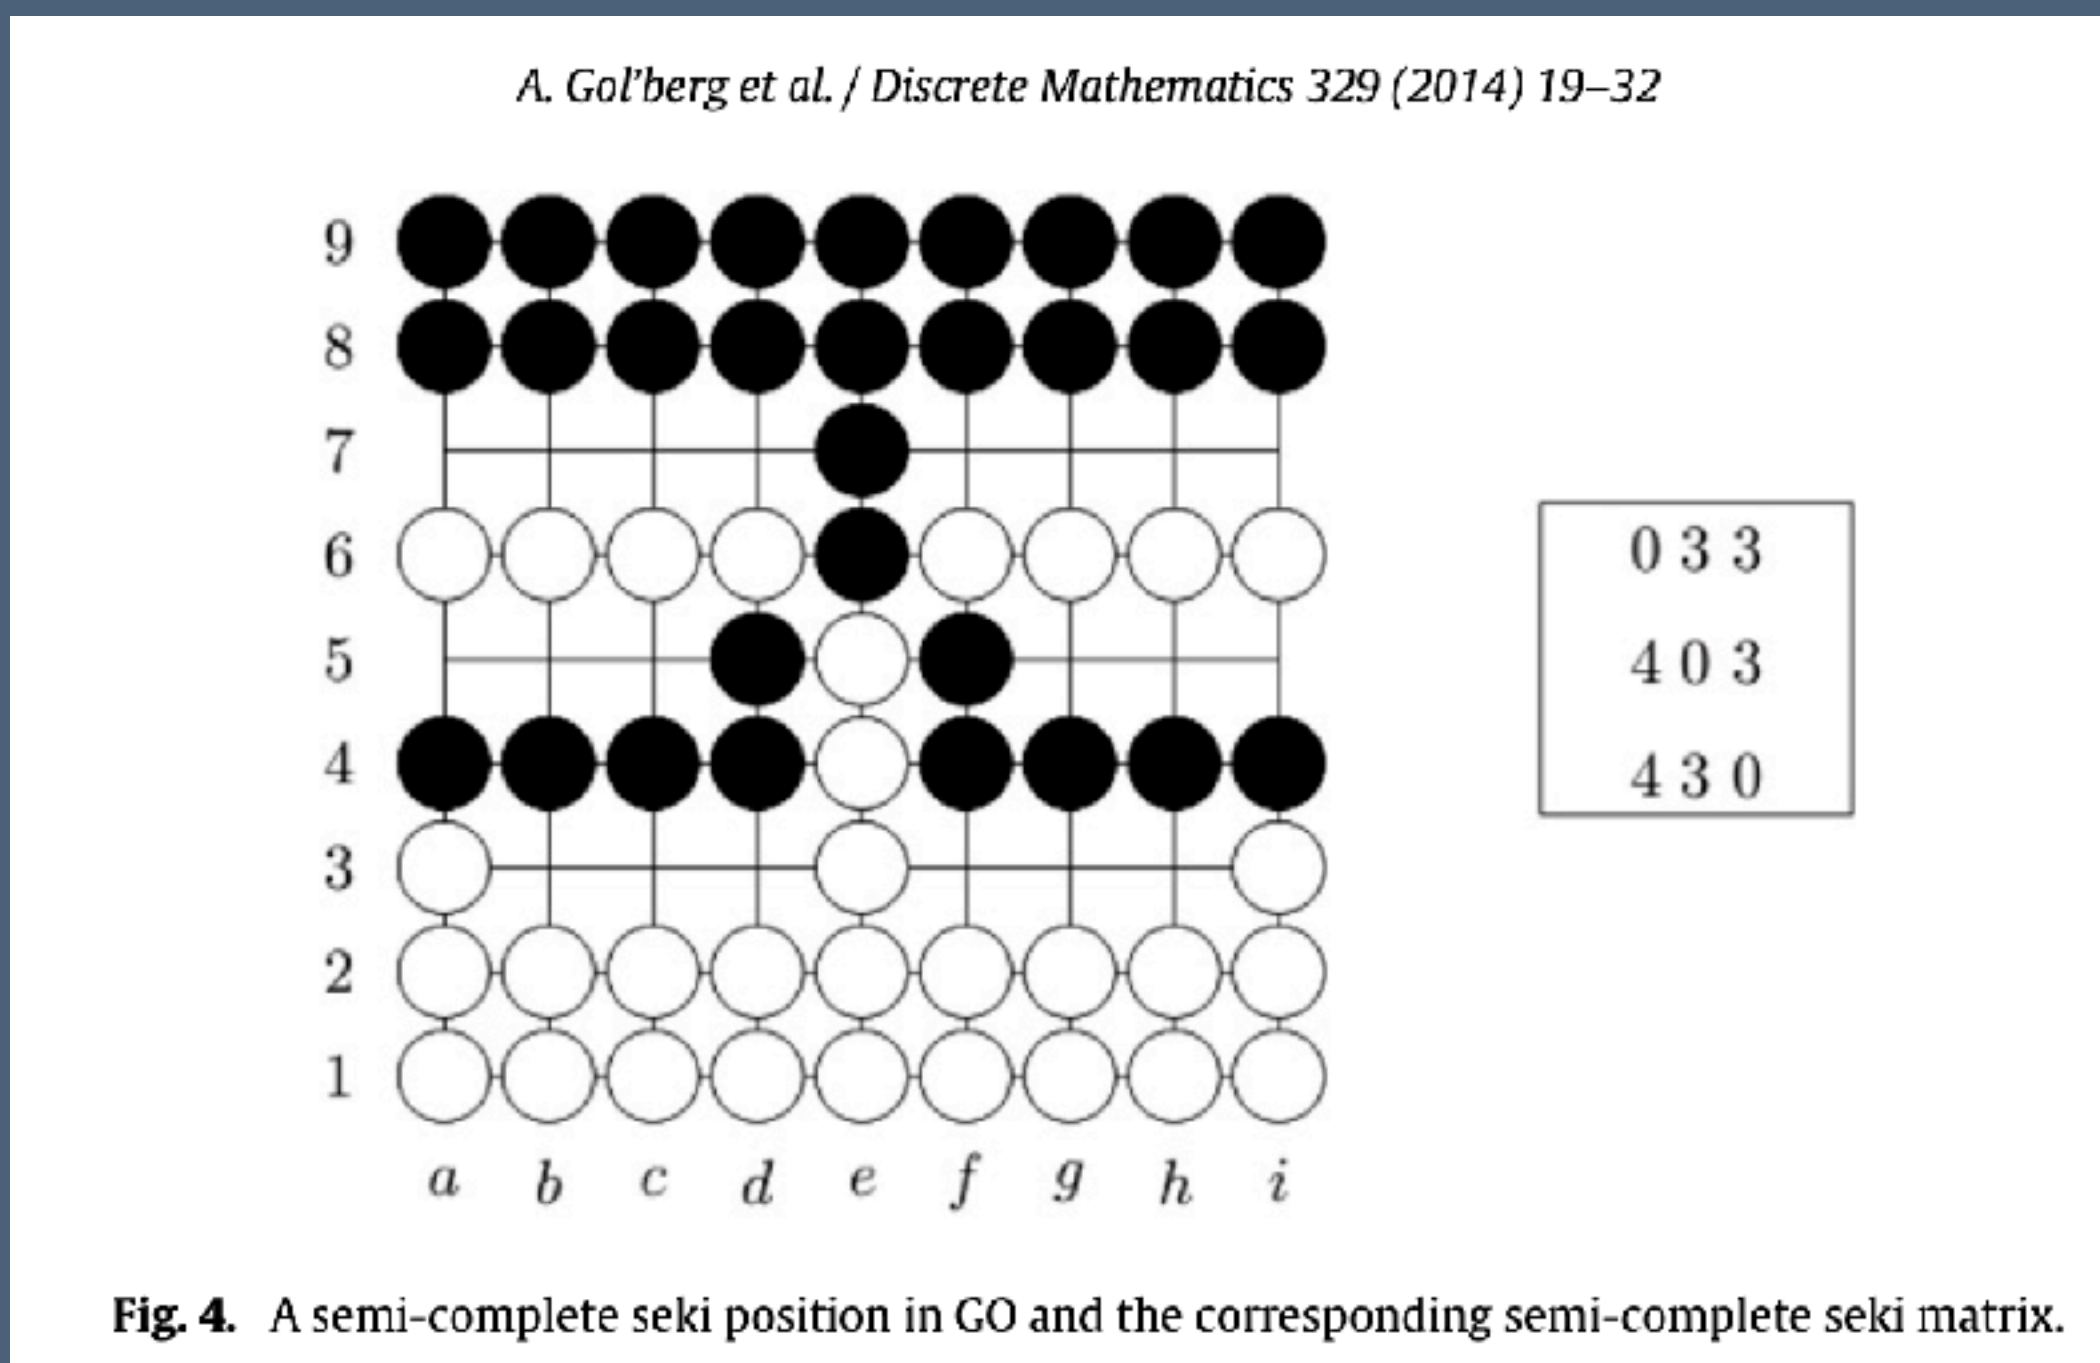 A. Gol'berg et al. / Discrete Mathematics 329 (2014) 19–32
9
8
7
6
5
4
3
2
1
a b c d e f g h i
0 3 3
4 0 3
4 3 0
Fig. 4. A semi-complete seki position in GO and the corresponding semi-complete seki matrix.